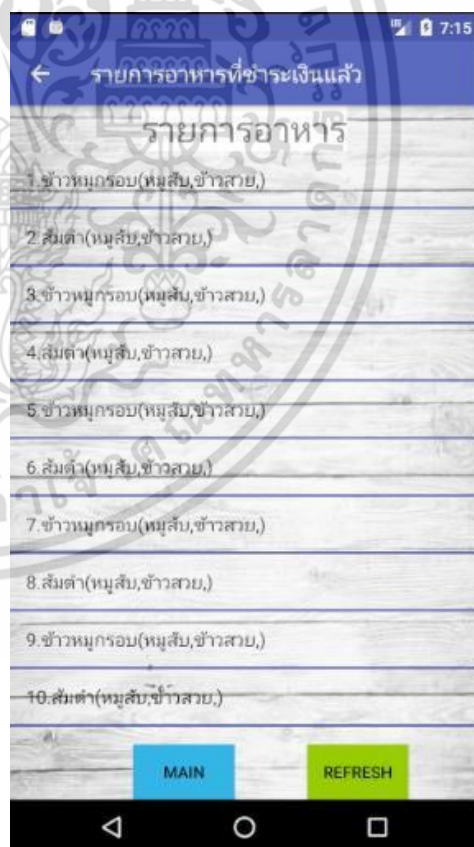 7:15
รายการอาหารที่ชำระเงินแล้ว
รายการอาหาร
1.ข้าวหมูกรอบ(หมูสับ,ข้าวสวย,)
2.ส้มตำ(หมูสับ,ข้าวสวย,)
3.ข้าวหมูกรอบ(หมูสับ,ข้าวสวย,)
4.ส้มตำ(หมูสับ,ข้าวสวย,)
5.ข้าวหมูกรอบ(หมูสับ,ข้าวสวย,)
6.ส้มตำ(หมูสับ,ข้าวสวย,)
7.ข้าวหมูกรอบ(หมูสับ,ข้าวสวย,)
8.ส้มตำ(หมูสับ,ข้าวสวย,)
9.ข้าวหมูกรอบ(หมูสับ,ข้าวสวย,)
10.ส้มตำ(หมูสับ,ข้าวสวย,)
MAIN REFRESH